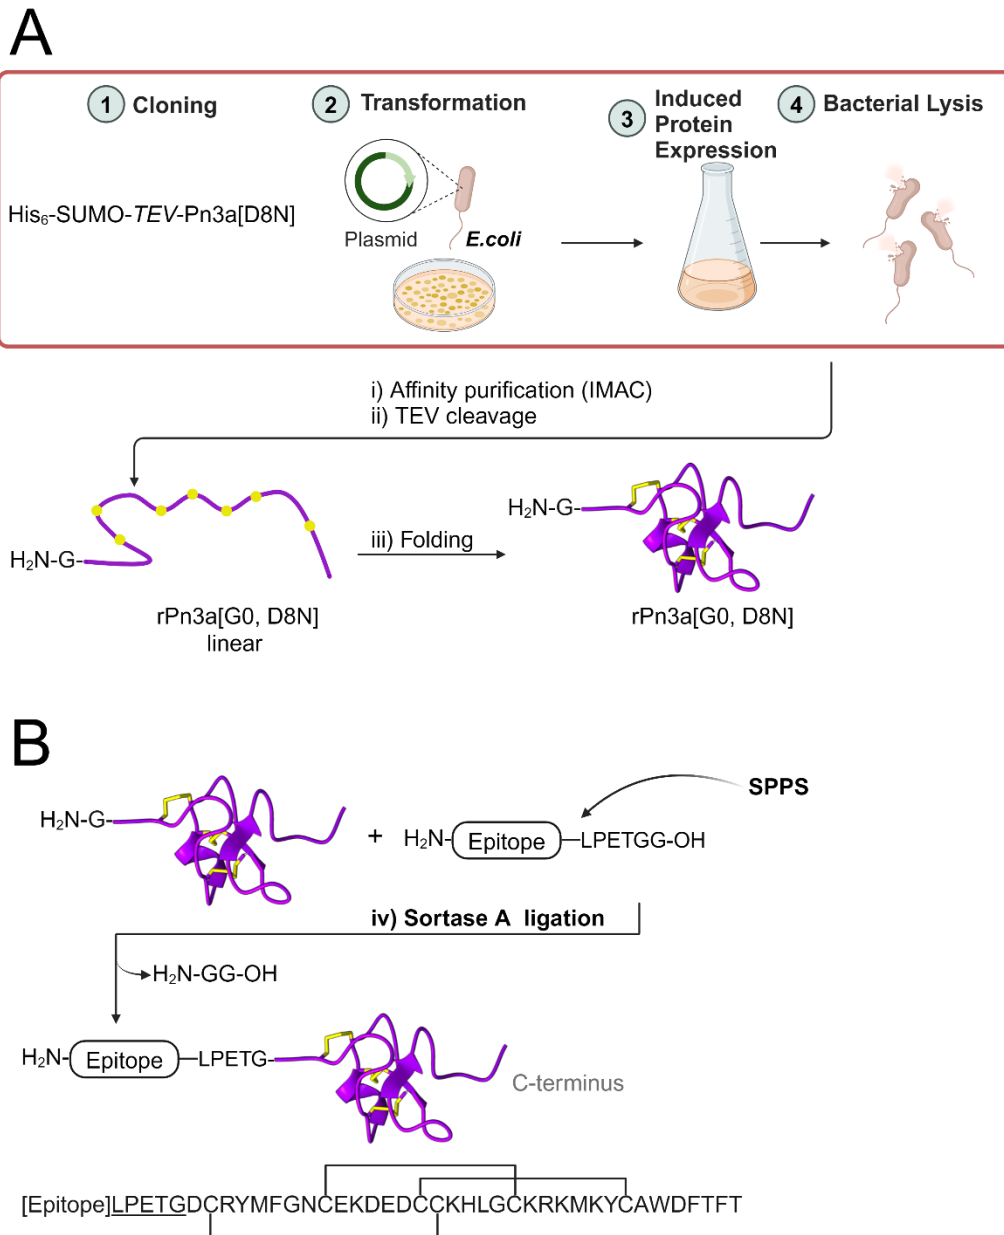 A
1 Cloning
2 Transformation
3 Induced
Protein
Expression
4 Bacterial Lysis
His₆-SUMO-TEV-Pn3a[D8N]
Plasmid
E.coli
i) Affinity purification (IMAC)
ii) TEV cleavage
H₂N-G-
iii) Folding
H₂N-G-
rPn3a[G0, D8N]
linear
rPn3a[G0, D8N]
B
H₂N-G-
+
H₂N-Epitope-LPETGG-OH
SPPS
iv) Sortase A ligation
H₂N-GG-OH
H₂N-Epitope-LPETG-
C-terminus
[Epitope]LPETGDCRYMFGNCEKDEDCCKHLGCKRKMKYCAWDFTFT